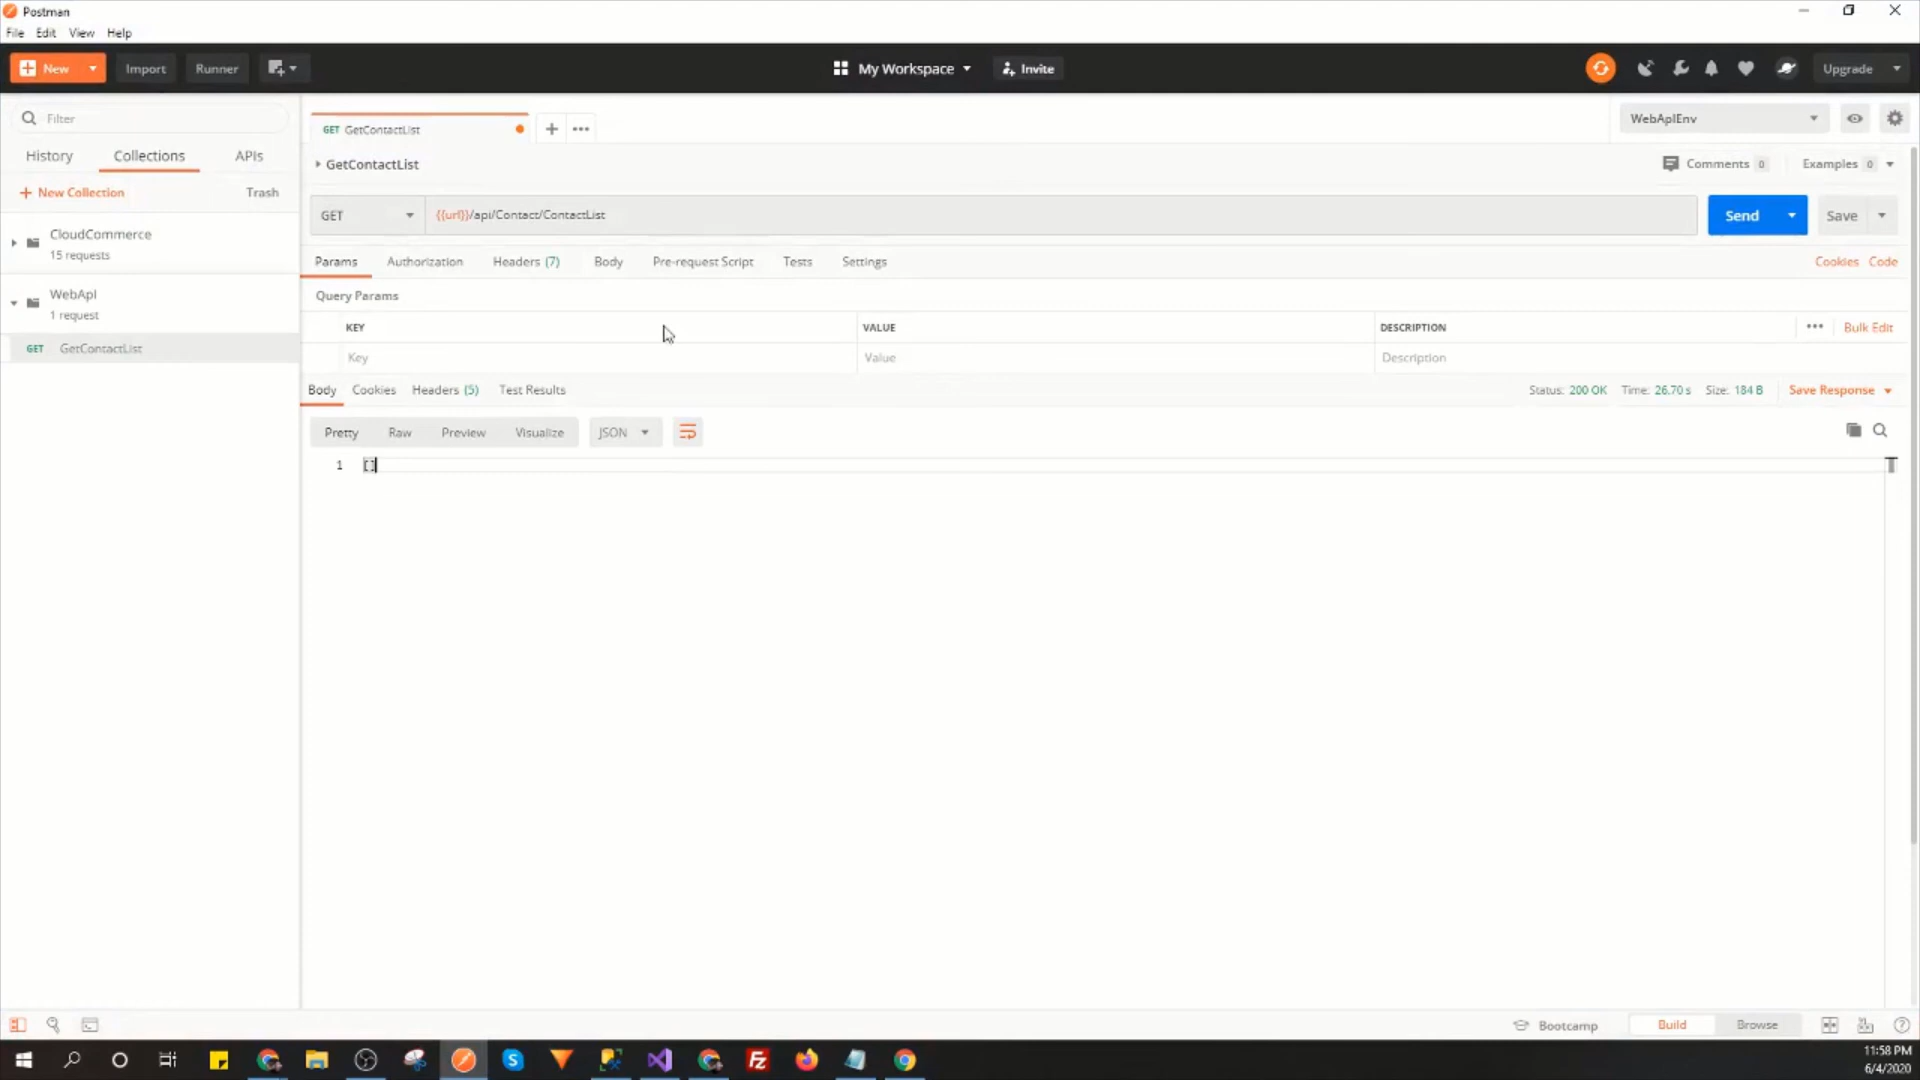 Postman
File Edit View Help
New Import Runner My Workspace Invite Upgrade
Filter
History Collections APIs
New Collection Trash
CloudCommerce
15 requests
WebApI
1 request
GET GetContactList
GET GetContactList
WebApIEnv
GetContactList
Comments 0 Examples 0
GET {{url}}/api/Contact/ContactList Send Save
Params Authorization Headers (7) Body Pre-request Script Tests Settings Cookies Code
Query Params
KEY VALUE DESCRIPTION Bulk Edit
Key Value Description
Body Cookies Headers (5) Test Results Status: 200 OK Time: 26.70 s Size: 184 B Save Response
Pretty Raw Preview Visualize JSON
1 []
Bootcamp Build Browse
11:58 PM
6/4/2020